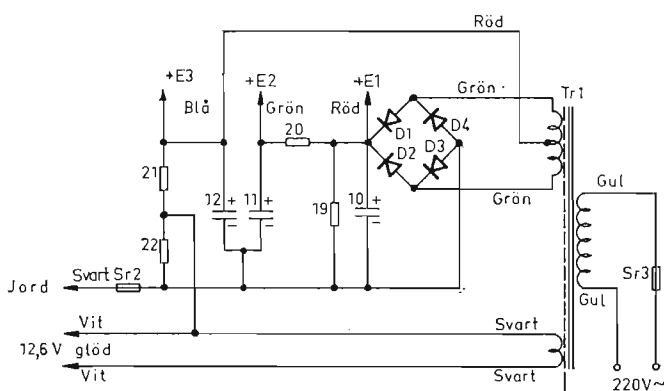 Röd
+E3
+E2
+E1
Blå
Grön
Röd
Grön
Tr1
20
D1
D4
D2
D3
21
12
+
11
+
19
10
+
Grön
Gul
22
Sr3
Jord
Svart Sr2
Gul
Vit
Svart
12,6 V glöd
Vit
Svart
220V~